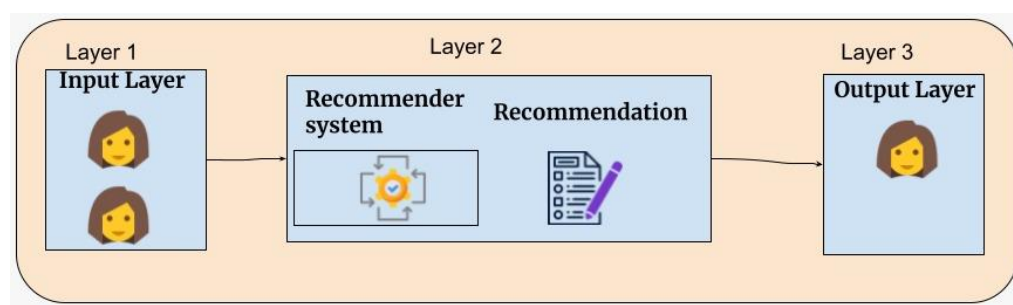 Layer 1
Input Layer
Layer 2
Recommender
system
Recommendation
Layer 3
Output Layer